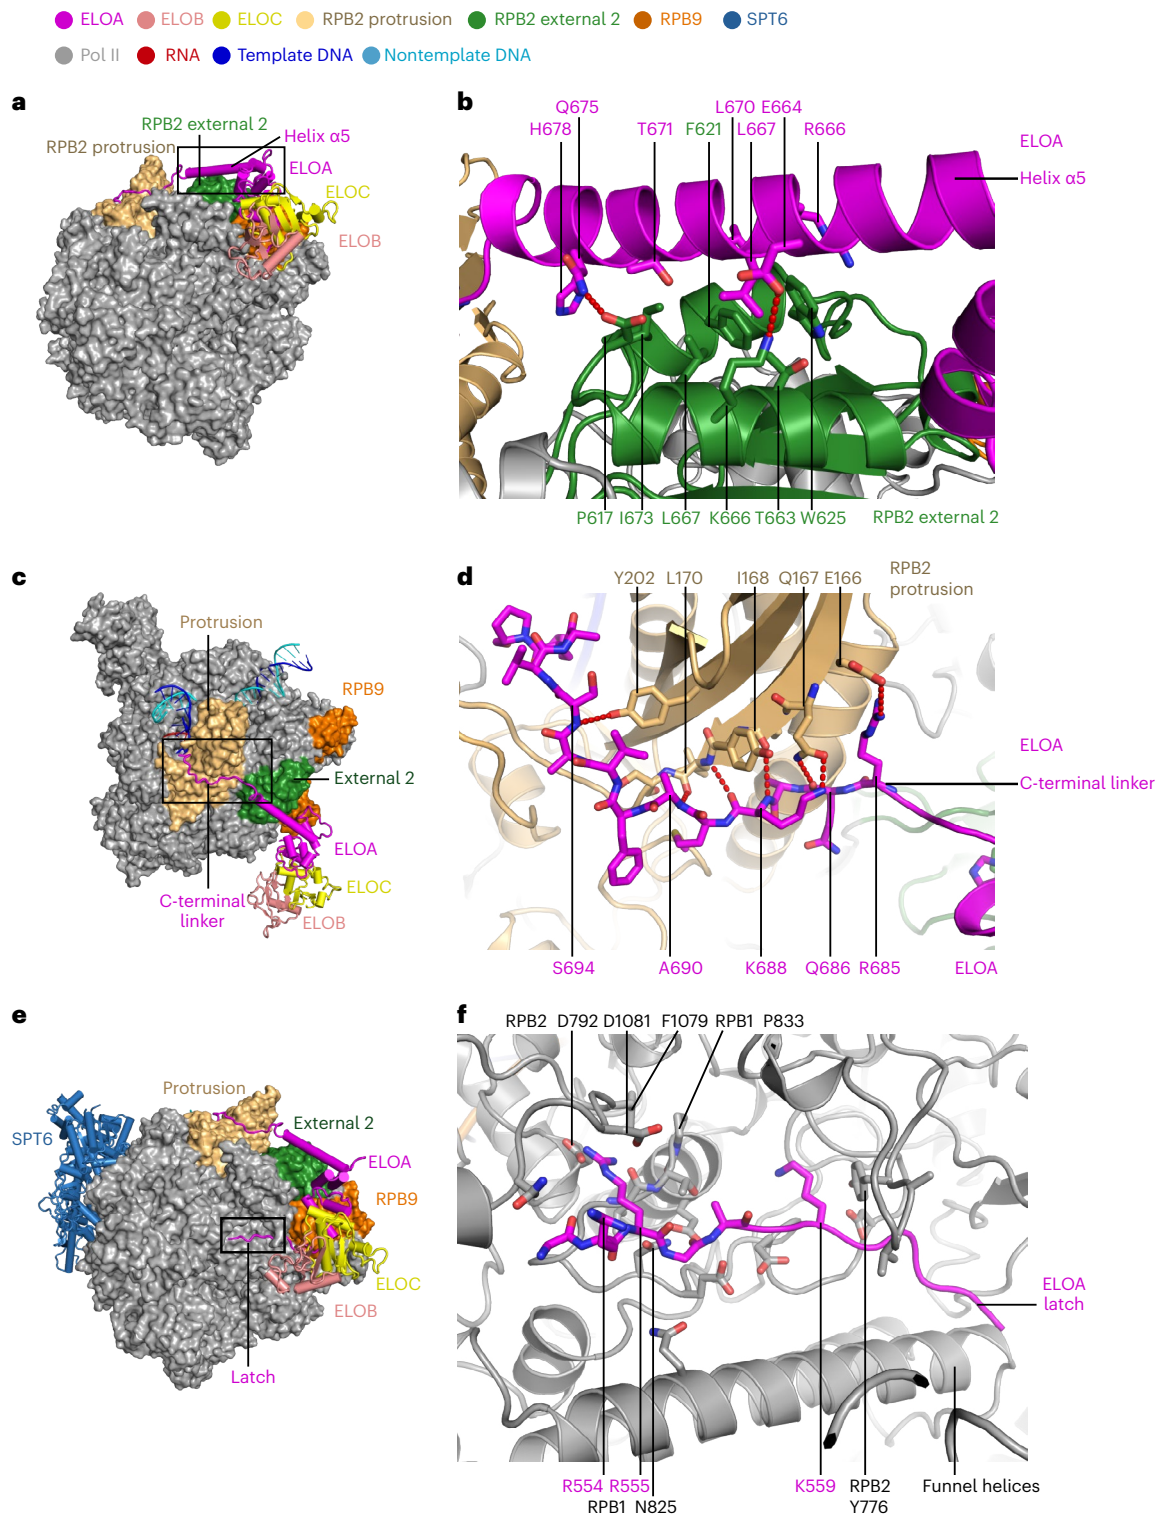 ELOA ELOB ELOC RPB2 protrusion RPB2 external 2 RPB9 SPT6
Pol II RNA Template DNA Nontemplate DNA
a
RPB2 external 2
Helix α5
RPB2 protrusion
ELOA
ELOC
ELOB
b
Q675 L670 E664
H678 T671 F621 L667 R666
ELOA
Helix α5
P617 I673 L667 K666 T663 W625 RPB2 external 2
c
Protrusion
RPB9
External 2
ELOA
ELOC
C-terminal
linker
ELOB
d
Y202 L170 I168 Q167 E166
RPB2
protrusion
ELOA
C-terminal linker
S694 A690 K688 Q686 R685 ELOA
e
Protrusion
External 2
SPT6
ELOA
RPB9
ELOC
ELOB
Latch
f
RPB2 D792 D1081 F1079 RPB1 P833
ELOA
latch
R554 R555 K559 RPB2 Funnel helices
RPB1 N825 Y776